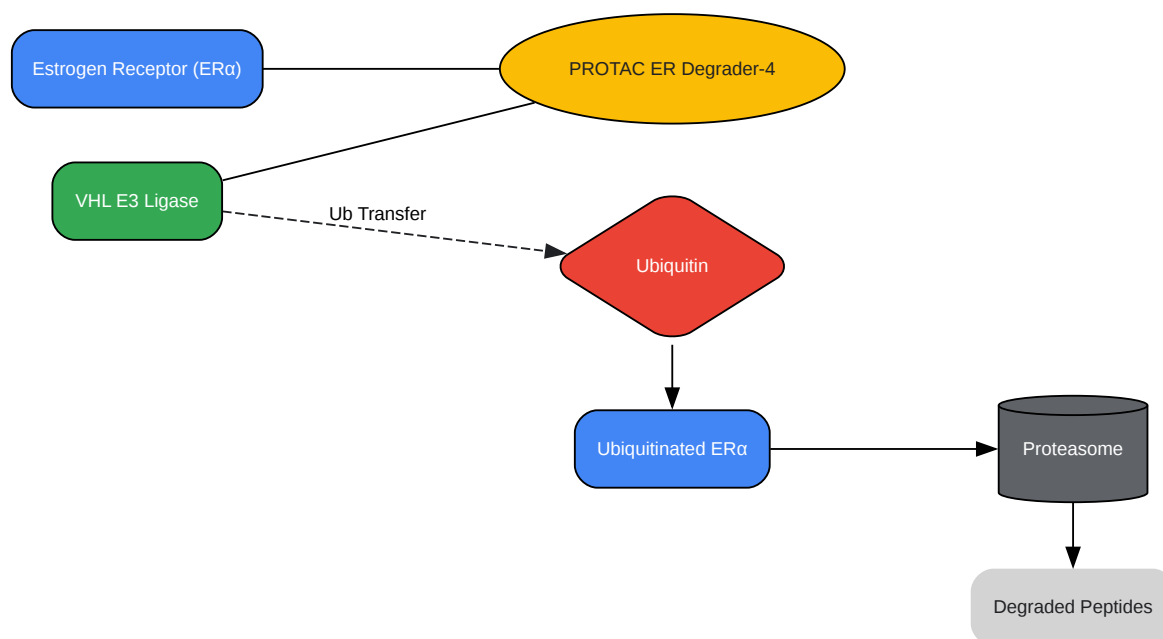 Estrogen Receptor (ERα)
PROTAC ER Degrader-4
VHL E3 Ligase
Ub Transfer
Ubiquitin
Ubiquitinated ERα
Proteasome
Degraded Peptides